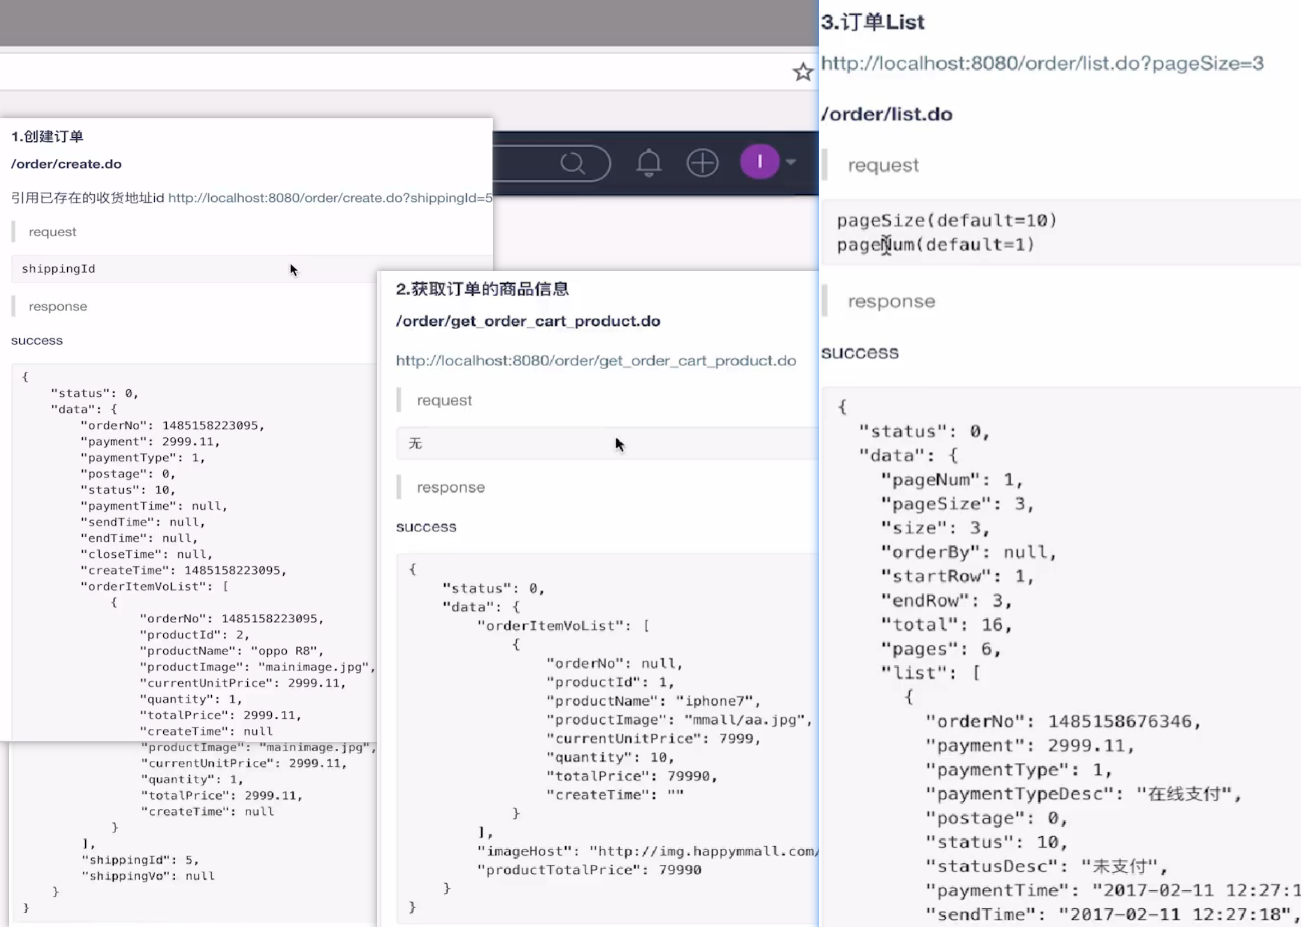 1.创建订单
/order/create.do
引用已存在的收货地址id http://localhost:8080/order/create.do?shippingId=5
request
shippingId
response
success
{
"status": 0,
"data": {
"orderNo": 1485158223095,
"payment": 2999.11,
"paymentType": 1,
"postage": 0,
"status": 10,
"paymentTime": null,
"sendTime": null,
"endTime": null,
"closeTime": null,
"createTime": 1485158223095,
"orderItemVoList": [
{
"orderNo": 1485158223095,
"productId": 2,
"productName": "oppo R8",
"productImage": "mainimage.jpg",
"currentUnitPrice": 2999.11,
"quantity": 1,
"totalPrice": 2999.11,
"createTime": null
"productImage": "mainimage.jpg",
"currentUnitPrice": 2999.11,
"quantity": 1,
"totalPrice": 2999.11,
"createTime": null
}
],
"shippingId": 5,
"shippingVo": null
}
}
I
2.获取订单的商品信息
/order/get_order_cart_product.do
http://localhost:8080/order/get_order_cart_product.do
request
无
response
success
{
"status": 0,
"data": {
"orderItemVoList": [
{
"orderNo": null,
"productId": 1,
"productName": "iphone7",
"productImage": "mmall/aa.jpg",
"currentUnitPrice": 7999,
"quantity": 10,
"totalPrice": 79990,
"createTime": ""
}
],
"imageHost": "http://img.happymmall.com/
"productTotalPrice": 79990
}
}
3.订单List
http://localhost:8080/order/list.do?pageSize=3
/order/list.do
request
pageSize(default=10)
pageNum(default=1)
response
success
{
"status": 0,
"data": {
"pageNum": 1,
"pageSize": 3,
"size": 3,
"orderBy": null,
"startRow": 1,
"endRow": 3,
"total": 16,
"pages": 6,
"list": [
{
"orderNo": 1485158676346,
"payment": 2999.11,
"paymentType": 1,
"paymentTypeDesc": "在线支付",
"postage": 0,
"status": 10,
"statusDesc": "未支付",
"paymentTime": "2017-02-11 12:27:1
"sendTime": "2017-02-11 12:27:18",